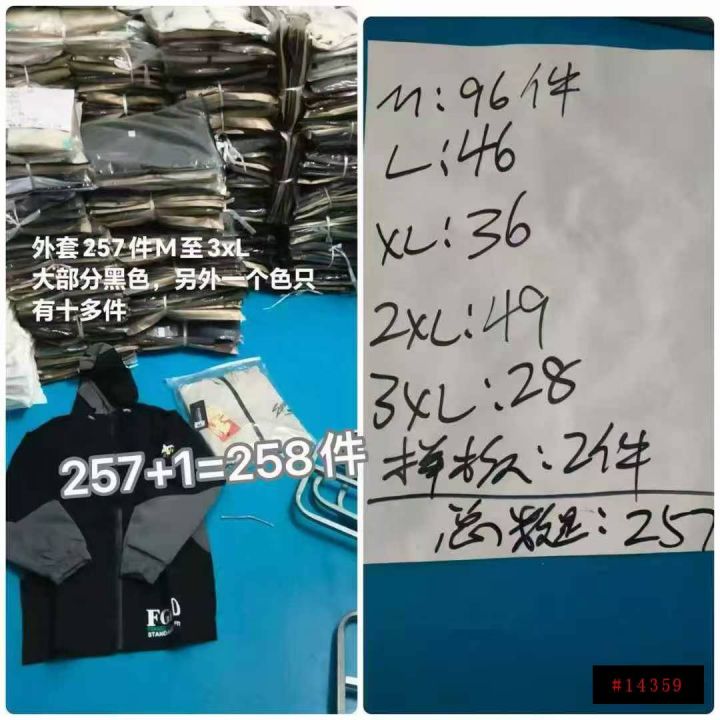 外套257件M至3xL
大部分黑色，另外一个色只
有十多件
257+1=258件
FG
STAND
M:96件
L:46
XL:36
2XL:49
3XL:28
样板:2件
总数:257
#14359